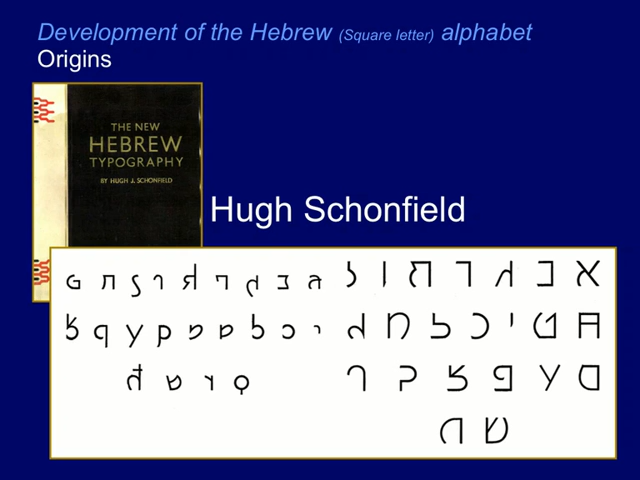 Development of the Hebrew (Square letter) alphabet
Origins
THE NEW
HEBREW
TYPOGRAPHY
BY HUGH J. SCHONFIELD
Hugh Schonfield
א ב ג ד ה ו ז
ח ט י כ ל מ נ
ס ע פ צ ק ר
ש ת
א ב ג ד ה ו ז ח ט
י כ ל מ נ ס ע פ צ
ק ר ש ת